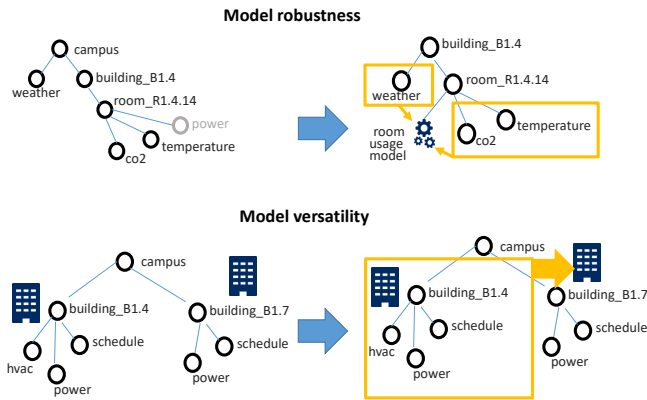 Model robustness
campus
weather
building_B1.4
room_R1.4.14
power
temperature
co2
building_B1.4
weather
room_R1.4.14
room
usage
model
temperature
co2
Model versatility
campus
building_B1.4
building_B1.7
schedule
hvac
power
schedule
power
campus
building_B1.4
building_B1.7
schedule
hvac
power
schedule
power